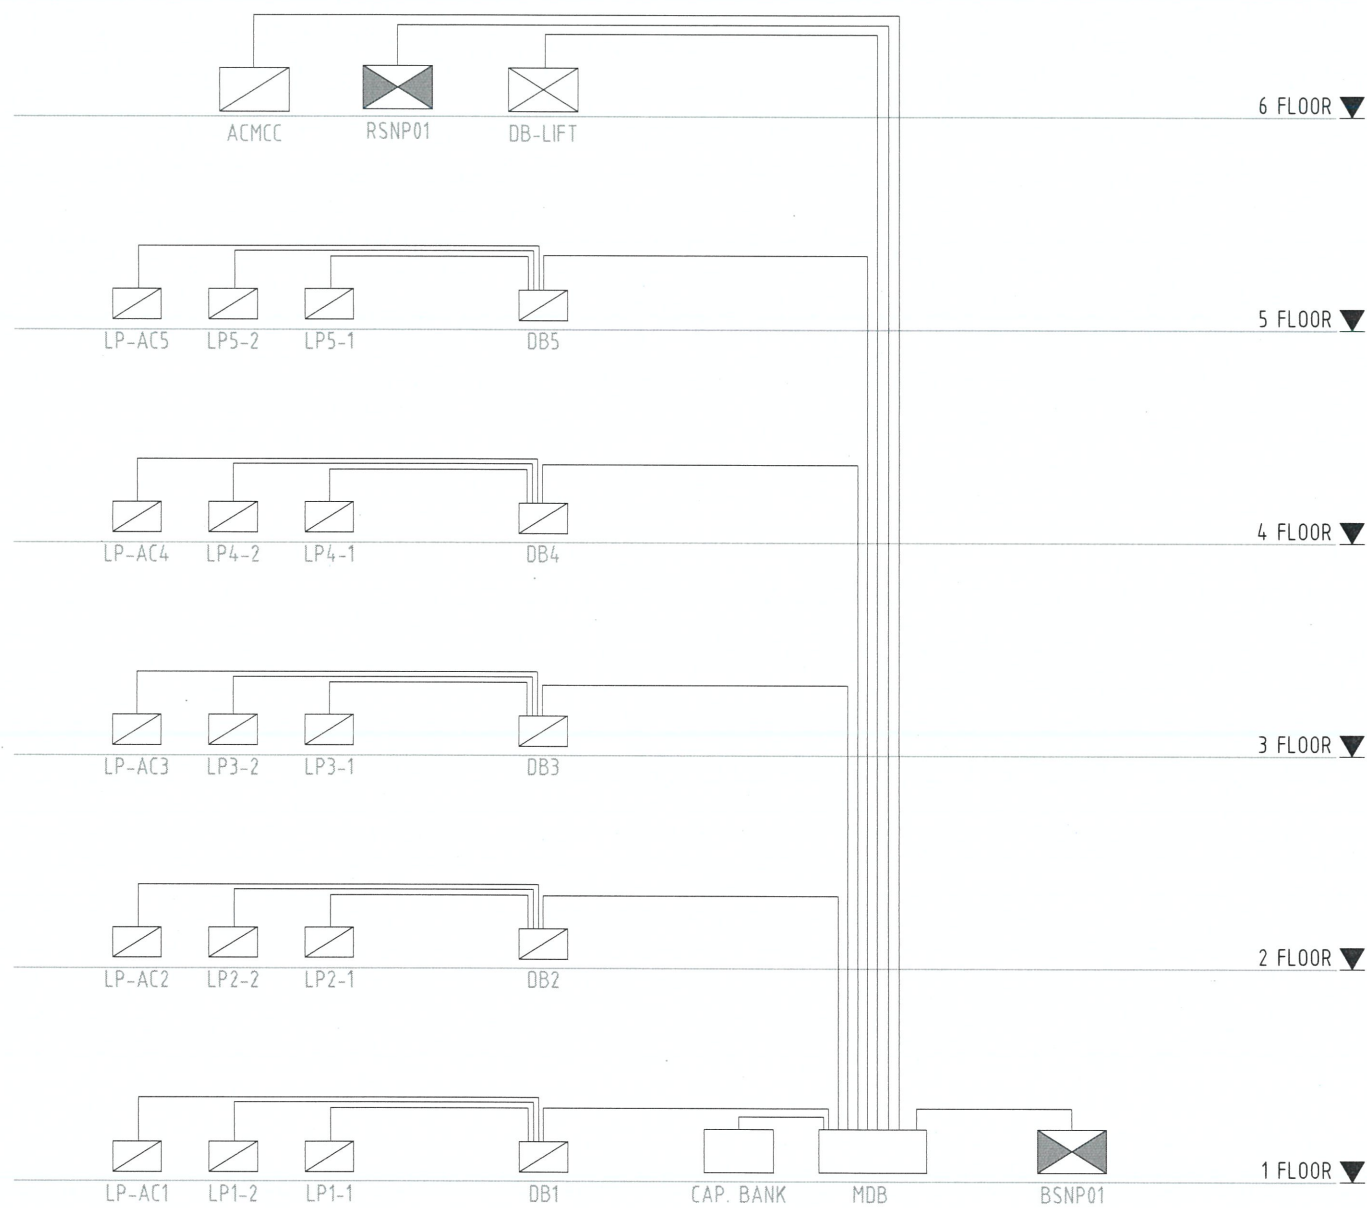 6 FLOOR
ACMCC RSNP01 DB-LIFT
5 FLOOR
LP-AC5 LP5-2 LP5-1 DB5
4 FLOOR
LP-AC4 LP4-2 LP4-1 DB4
3 FLOOR
LP-AC3 LP3-2 LP3-1 DB3
2 FLOOR
LP-AC2 LP2-2 LP2-1 DB2
1 FLOOR
LP-AC1 LP1-2 LP1-1 DB1 CAP. BANK MDB BSNP01